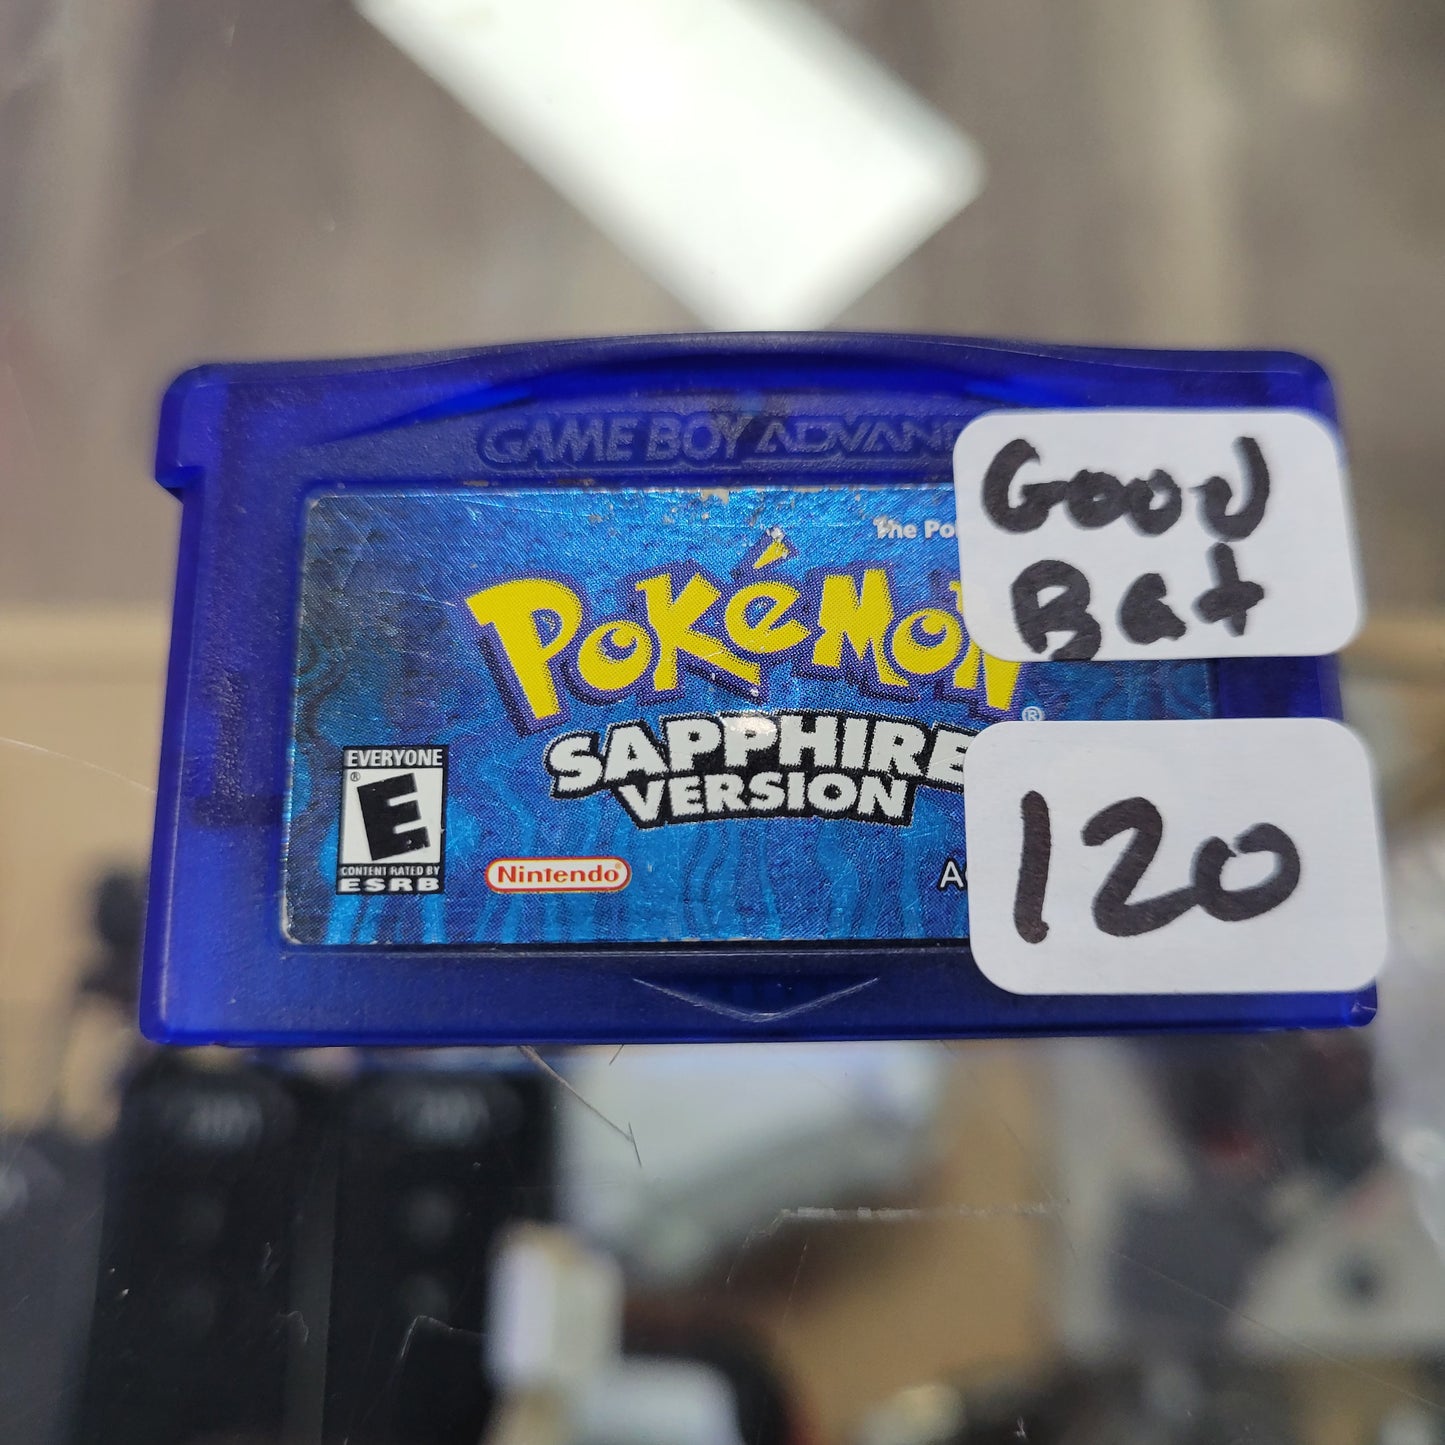 GAME BOY ADVAN
The Po
GOOD
Bat
POKéMON
®
SAPPHIRE
VERSION
EVERYONE
®
E
CONTENT RATED BY
ESRB
Nintendo®
120